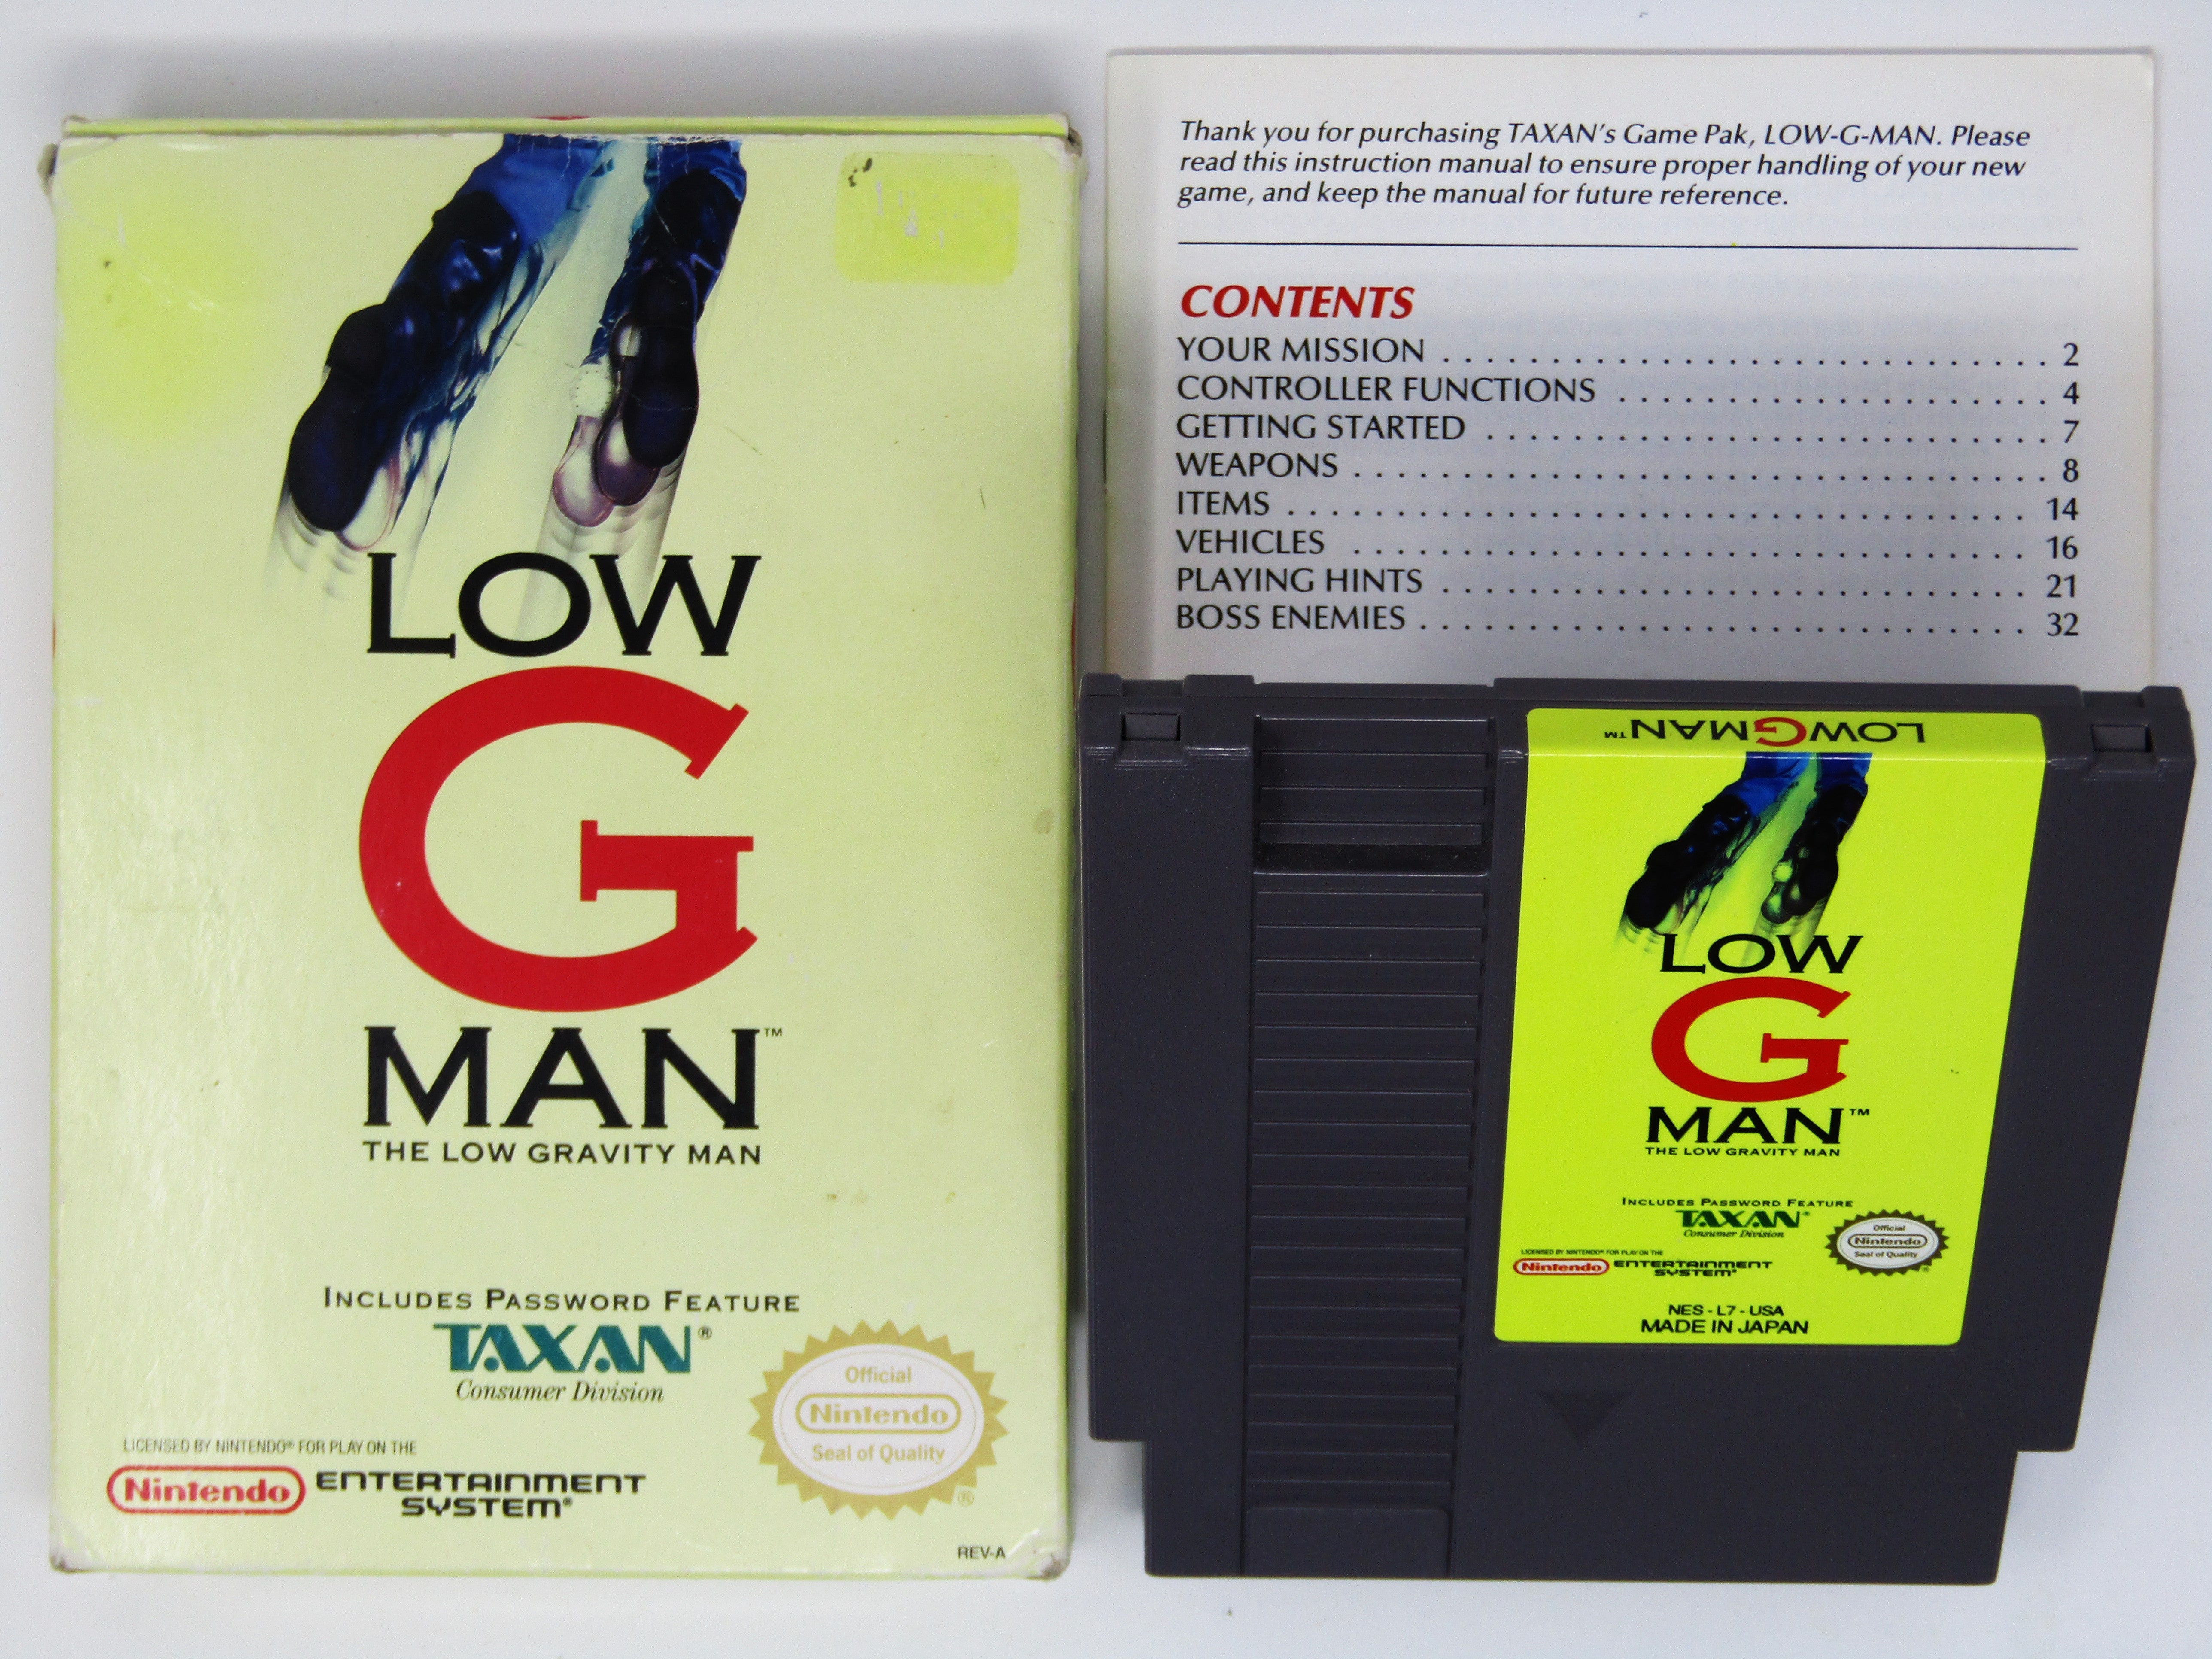 LOW
G
MAN™
THE LOW GRAVITY MAN
INCLUDES PASSWORD FEATURE
TAXAN®
Consumer Division
LICENSED BY NINTENDO® FOR PLAY ON THE
Nintendo ENTERTAINMENT
SYSTEM®
Official
Nintendo
Seal of Quality
®
REV-A
Thank you for purchasing TAXAN's Game Pak, LOW-G-MAN. Please
read this instruction manual to ensure proper handling of your new
game, and keep the manual for future reference.
CONTENTS
YOUR MISSION . . . . . . . . . . . . . . . . . . . . . . . . . . . . 2
CONTROLLER FUNCTIONS . . . . . . . . . . . . . . . . . . . . 4
GETTING STARTED . . . . . . . . . . . . . . . . . . . . . . . . . . 7
WEAPONS . . . . . . . . . . . . . . . . . . . . . . . . . . . . . . . . 8
ITEMS . . . . . . . . . . . . . . . . . . . . . . . . . . . . . . . . . . 14
VEHICLES . . . . . . . . . . . . . . . . . . . . . . . . . . . . . . . 16
PLAYING HINTS . . . . . . . . . . . . . . . . . . . . . . . . . . . 21
BOSS ENEMIES . . . . . . . . . . . . . . . . . . . . . . . . . . . . 32
LOWGMAN™
LOW
G
MAN™
THE LOW GRAVITY MAN
INCLUDES PASSWORD FEATURE
TAXAN®
Consumer Division
LICENSED BY NINTENDO® FOR PLAY ON THE
Nintendo ENTERTAINMENT
SYSTEM®
Official
Nintendo
Seal of Quality
®
NES - L7 - USA
MADE IN JAPAN